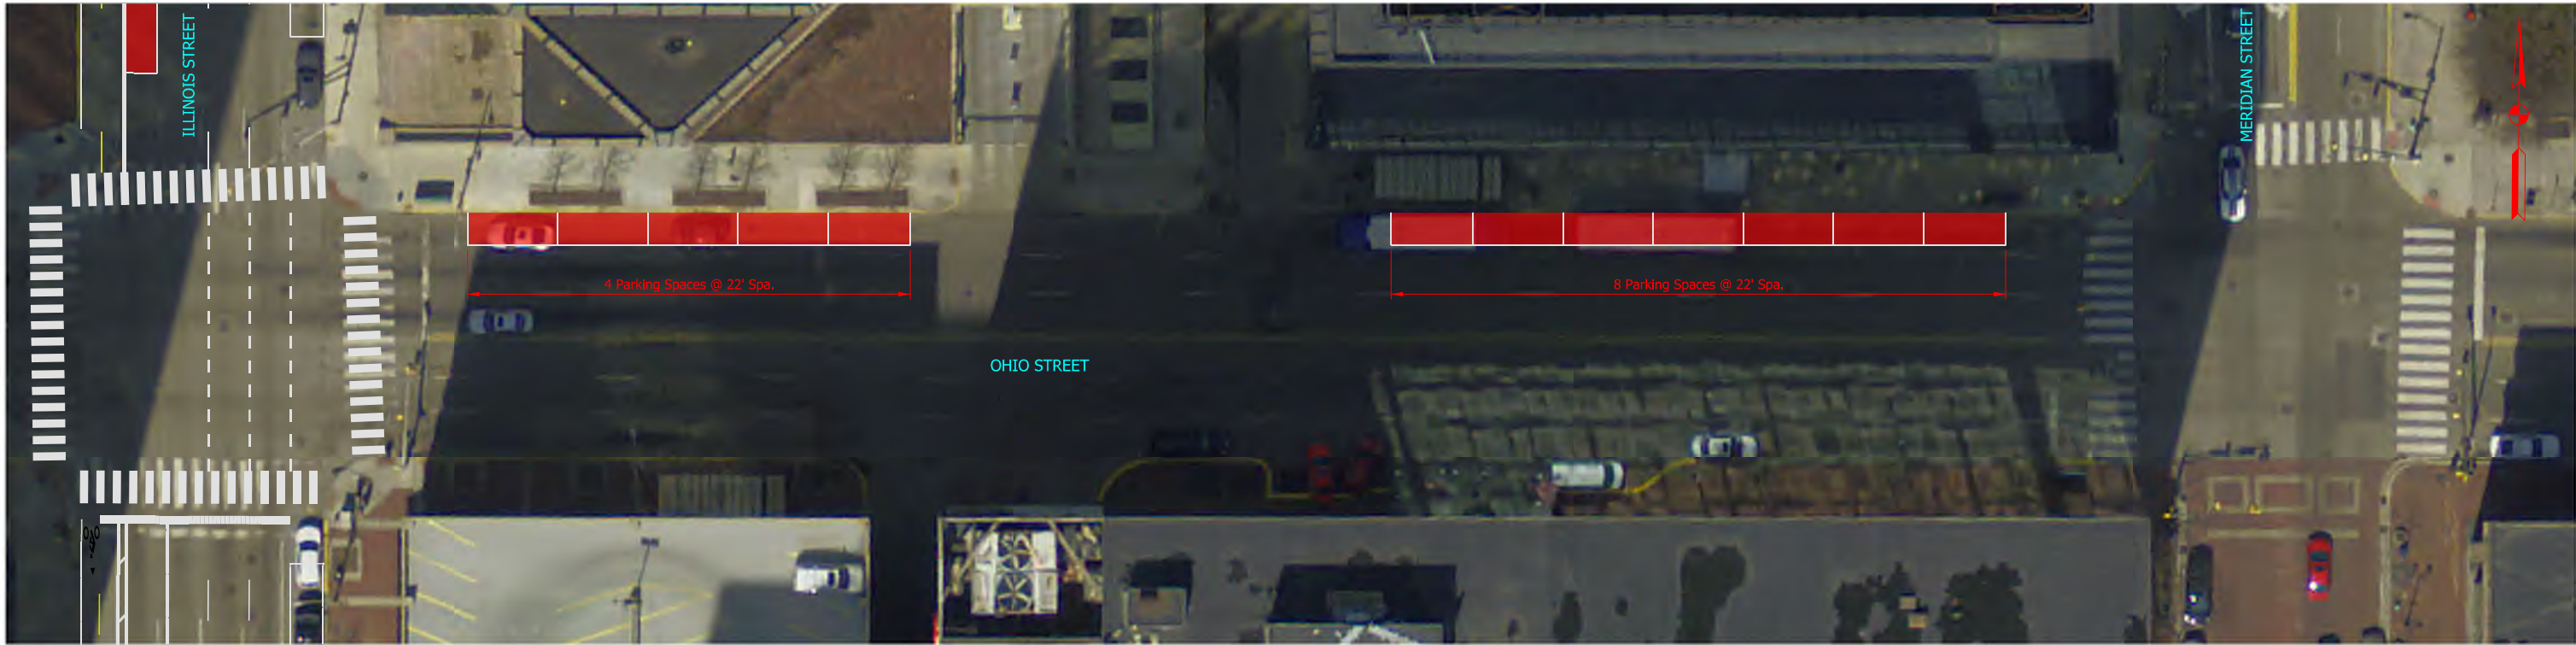 ILLINOIS STREET
MERIDIAN STREET
4 Parking Spaces @ 22' Spa.
8 Parking Spaces @ 22' Spa.
OHIO STREET